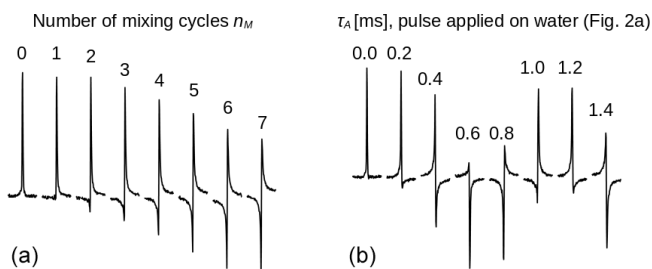 Number of mixing cycles n_M
0 1 2 3 4 5 6 7
(a)
τ_A [ms], pulse applied on water (Fig. 2a)
0.0 0.2 0.4 0.6 0.8 1.0 1.2 1.4
(b)